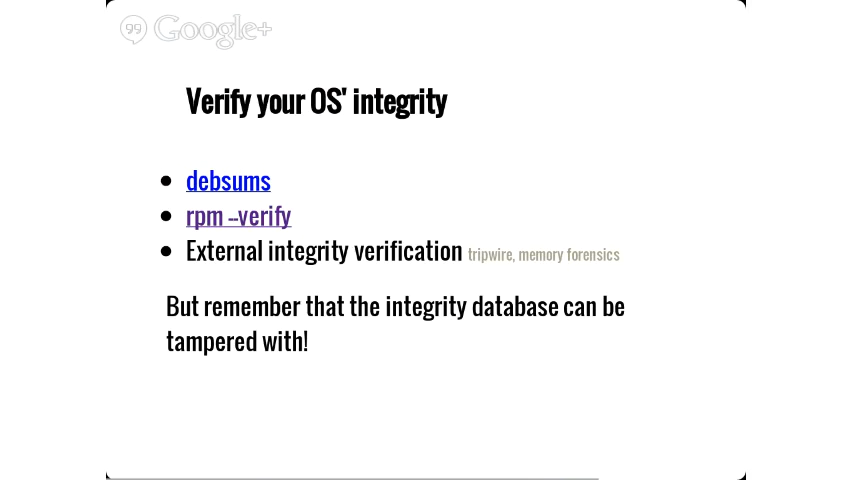 Google+
Verify your OS' integrity
debsums
rpm --verify
External integrity verification tripwire, memory forensics
But remember that the integrity database can be
tampered with!